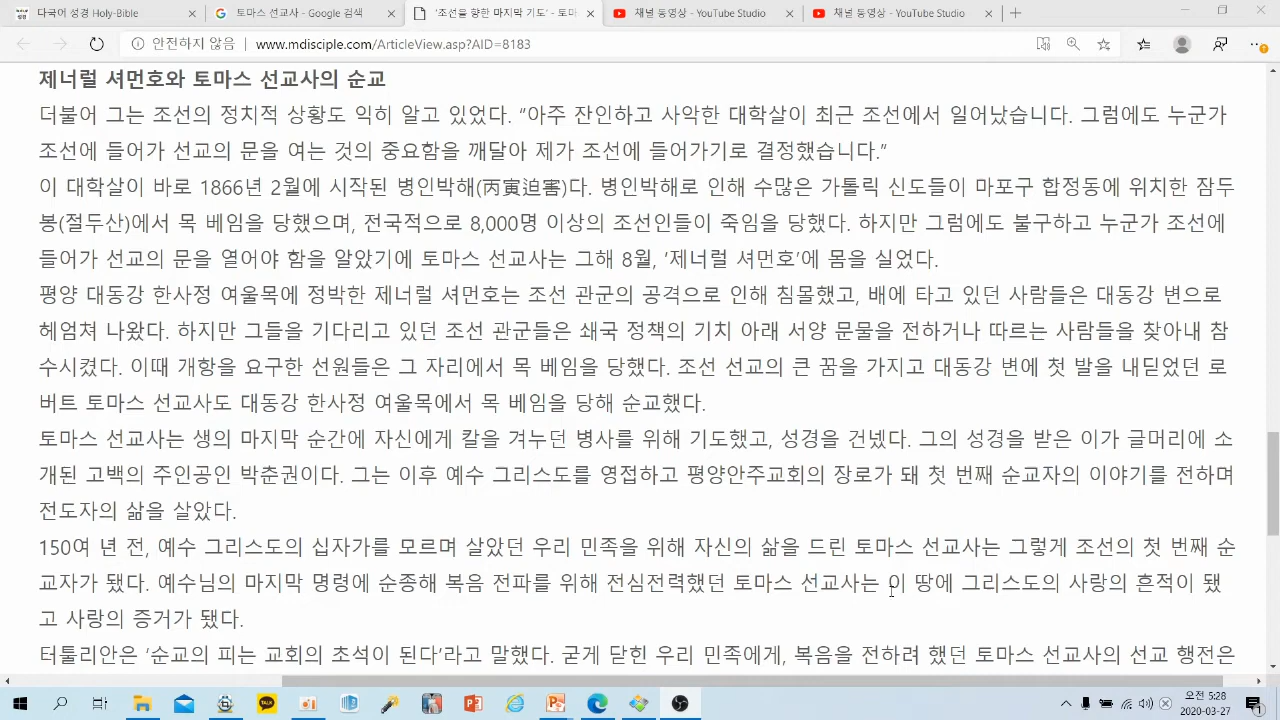 다국어 성경 Holy Bible
토마스 선교사 - Google 검색
'조선을 향한 마지막 기도' - 토마
채널 동영상 - YouTube Studio
채널 동영상 - YouTube Studio
안전하지 않음
www.mdisciple.com/ArticleView.asp?AID=8183
제너럴 셔먼호와 토마스 선교사의 순교
더불어 그는 조선의 정치적 상황도 익히 알고 있었다. “아주 잔인하고 사악한 대학살이 최근 조선에서 일어났습니다. 그럼에도 누군가
조선에 들어가 선교의 문을 여는 것의 중요함을 깨달아 제가 조선에 들어가기로 결정했습니다.”
이 대학살이 바로 1866년 2월에 시작된 병인박해(丙寅迫害)다. 병인박해로 인해 수많은 가톨릭 신도들이 마포구 합정동에 위치한 잠두
봉(절두산)에서 목 베임을 당했으며, 전국적으로 8,000명 이상의 조선인들이 죽임을 당했다. 하지만 그럼에도 불구하고 누군가 조선에
들어가 선교의 문을 열어야 함을 알았기에 토마스 선교사는 그해 8월, ‘제너럴 셔먼호’에 몸을 실었다.
평양 대동강 한사정 여울목에 정박한 제너럴 셔먼호는 조선 관군의 공격으로 인해 침몰했고, 배에 타고 있던 사람들은 대동강 변으로
헤엄쳐 나왔다. 하지만 그들을 기다리고 있던 조선 관군들은 쇄국 정책의 기치 아래 서양 문물을 전하거나 따르는 사람들을 찾아내 참
수시켰다. 이때 개항을 요구한 선원들은 그 자리에서 목 베임을 당했다. 조선 선교의 큰 꿈을 가지고 대동강 변에 첫 발을 내딛었던 로
버트 토마스 선교사도 대동강 한사정 여울목에서 목 베임을 당해 순교했다.
토마스 선교사는 생의 마지막 순간에 자신에게 칼을 겨누던 병사를 위해 기도했고, 성경을 건넸다. 그의 성경을 받은 이가 글머리에 소
개된 고백의 주인공인 박춘권이다. 그는 이후 예수 그리스도를 영접하고 평양안주교회의 장로가 돼 첫 번째 순교자의 이야기를 전하며
전도자의 삶을 살았다.
150여 년 전, 예수 그리스도의 십자가를 모르며 살았던 우리 민족을 위해 자신의 삶을 드린 토마스 선교사는 그렇게 조선의 첫 번째 순
교자가 됐다. 예수님의 마지막 명령에 순종해 복음 전파를 위해 전심전력했던 토마스 선교사는 이 땅에 그리스도의 사랑의 흔적이 됐
고 사랑의 증거가 됐다.
터툴리안은 ‘순교의 피는 교회의 초석이 된다’라고 말했다. 굳게 닫힌 우리 민족에게, 복음을 전하려 했던 토마스 선교사의 선교 행전은
TALK
오전 5:28
2020-03-27